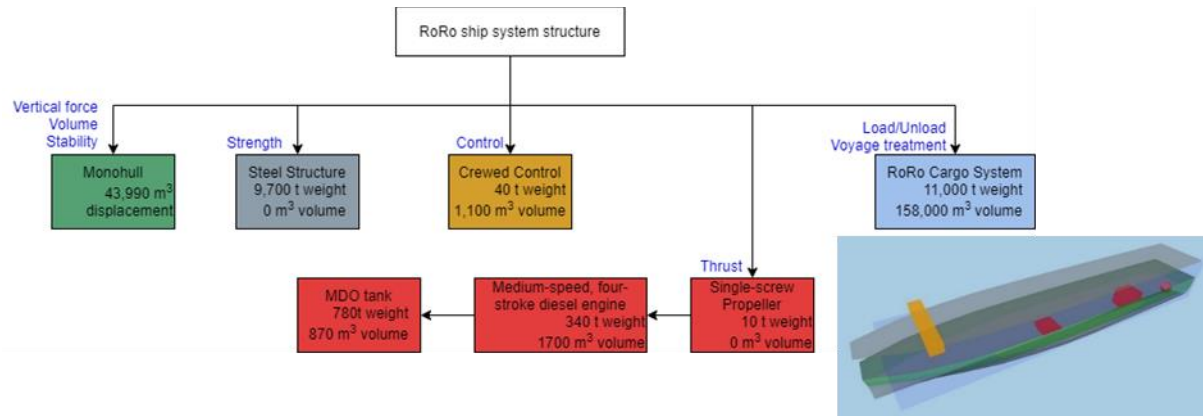 RoRo ship system structure
Vertical force
Volume
Stability
Monohull
43,990 m³
displacement
Strength
Steel Structure
9,700 t weight
0 m³ volume
Control
Crewed Control
40 t weight
1,100 m³ volume
Load/Unload
Voyage treatment
RoRo Cargo System
11,000 t weight
158,000 m³ volume
Thrust
MDO tank
780t weight
870 m³ volume
Medium-speed, four-
stroke diesel engine
340 t weight
1700 m³ volume
Single-screw
Propeller
10 t weight
0 m³ volume